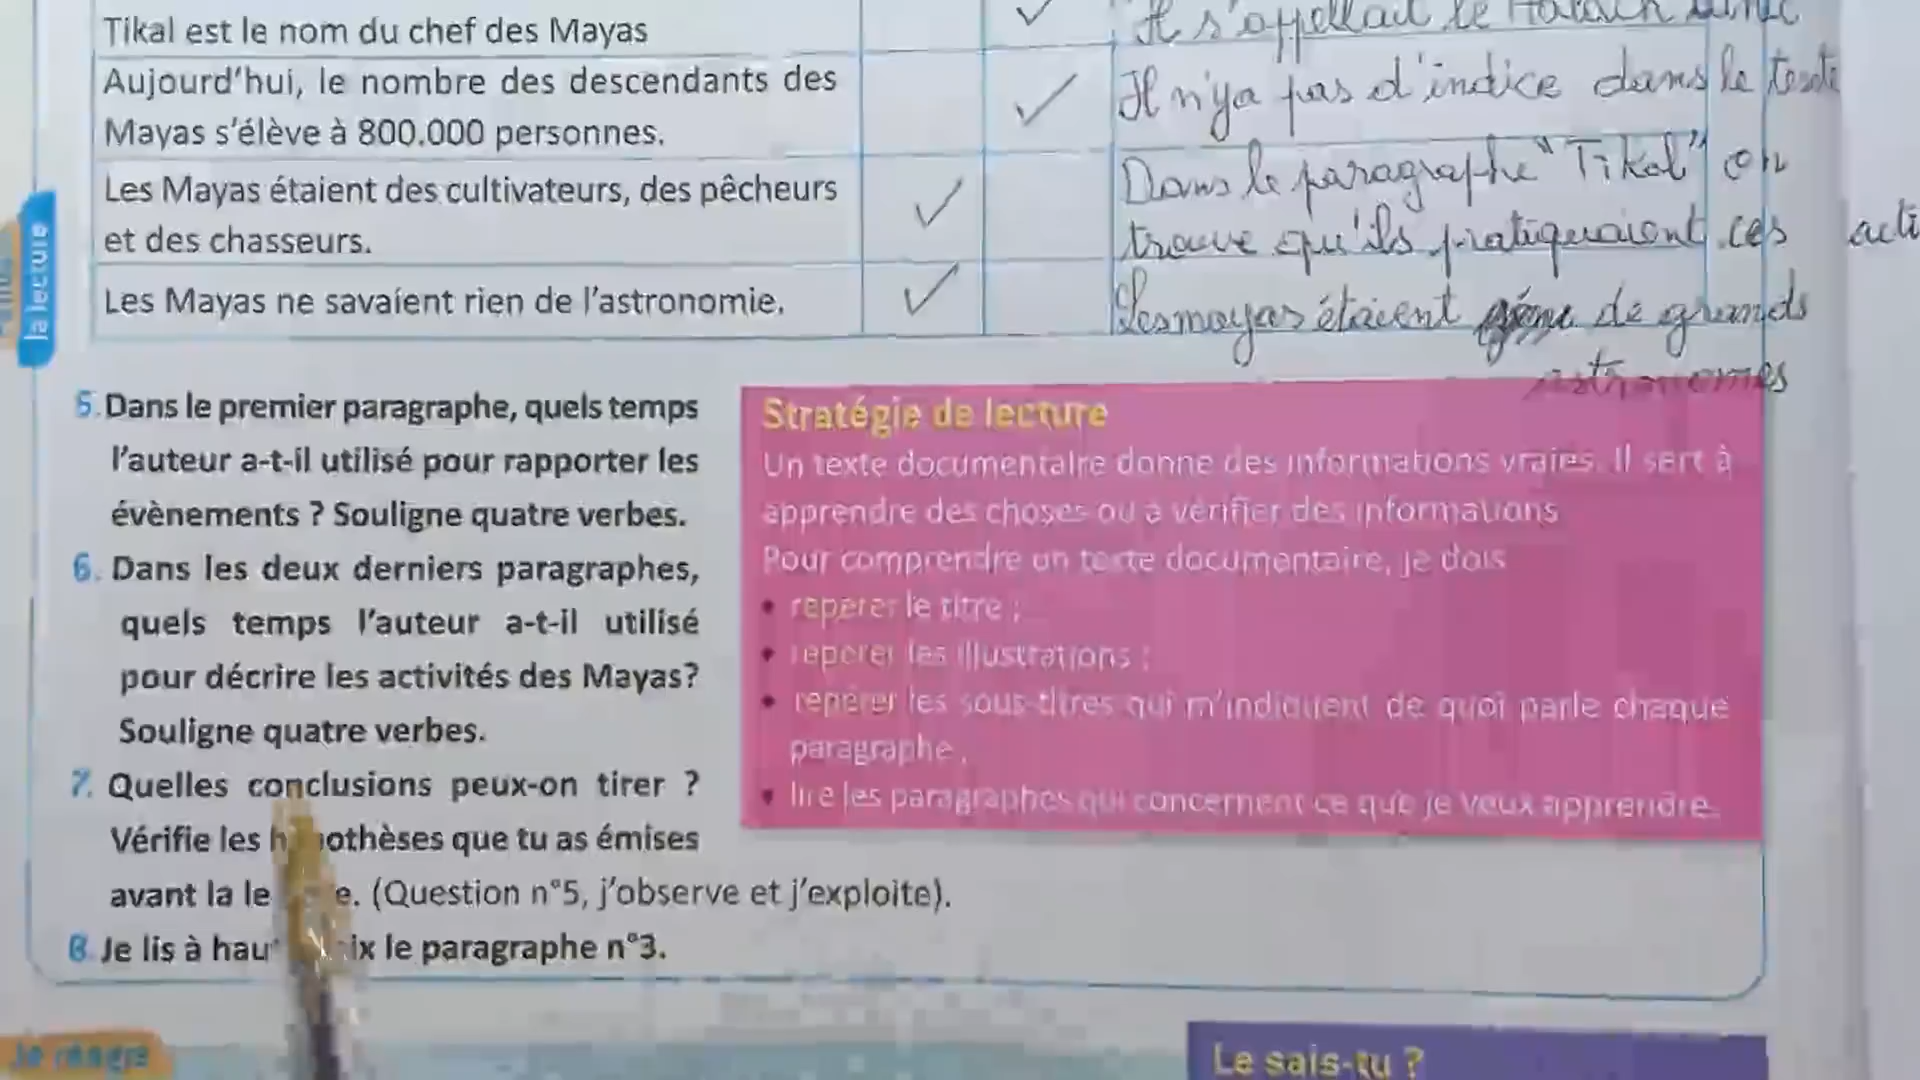 Tikal est le nom du chef des Mayas
Il s'appellait le
Aujourd'hui, le nombre des descendants des
Mayas s'élève à 800.000 personnes.
Il n'ya pas d'indice dans le texte
Les Mayas étaient des cultivateurs, des pêcheurs
et des chasseurs.
Dans le paragraphe "Tikal" on
trouve qu'ils pratiquaient ces acti
Les Mayas ne savaient rien de l'astronomie.
Les mayas étaient de grands
astronomes
la lecture
5. Dans le premier paragraphe, quels temps
l'auteur a-t-il utilisé pour rapporter les
évènements ? Souligne quatre verbes.
6. Dans les deux derniers paragraphes,
quels temps l'auteur a-t-il utilisé
pour décrire les activités des Mayas?
Souligne quatre verbes.
7. Quelles conclusions peux-on tirer ?
Vérifie les hypothèses que tu as émises
avant la le e. (Question n°5, j'observe et j'exploite).
8. Je lis à hau ix le paragraphe n°3.
Stratégie de lecture
Un texte documentaire donne des informations vraies. Il sert à
apprendre des choses ou à vérifier des informations
Pour comprendre un texte documentaire, je dois
• repérer le titre ;
• repérer les illustrations ;
• repérer les sous-titres qui m'indiquent de quoi parle chaque
paragraphe ;
• lire les paragraphes qui concernent ce que je veux apprendre.
Je réagis
Le sais-tu ?